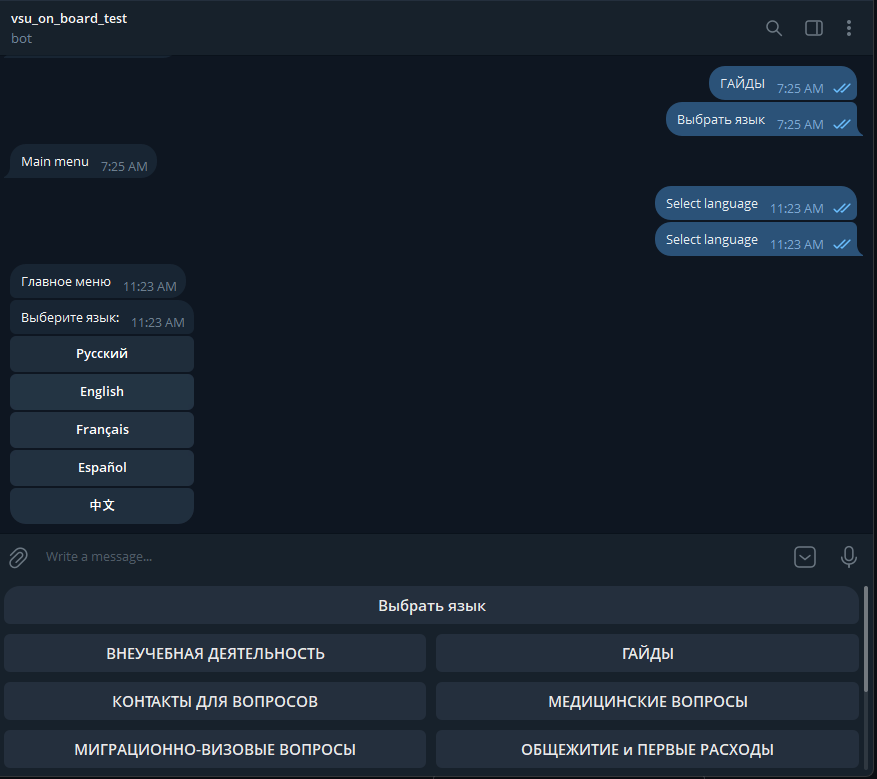 vsu_on_board_test
bot
ГАЙДЫ 7:25 AM
Выбрать язык 7:25 AM
Main menu 7:25 AM
Select language 11:23 AM
Select language 11:23 AM
Главное меню 11:23 AM
Выберите язык: 11:23 AM
Русский
English
Français
Español
中文
Write a message...
Выбрать язык
ВНЕУЧЕБНАЯ ДЕЯТЕЛЬНОСТЬ ГАЙДЫ
КОНТАКТЫ ДЛЯ ВОПРОСОВ МЕДИЦИНСКИЕ ВОПРОСЫ
МИГРАЦИОННО-ВИЗОВЫЕ ВОПРОСЫ ОБЩЕЖИТИЕ и ПЕРВЫЕ РАСХОДЫ